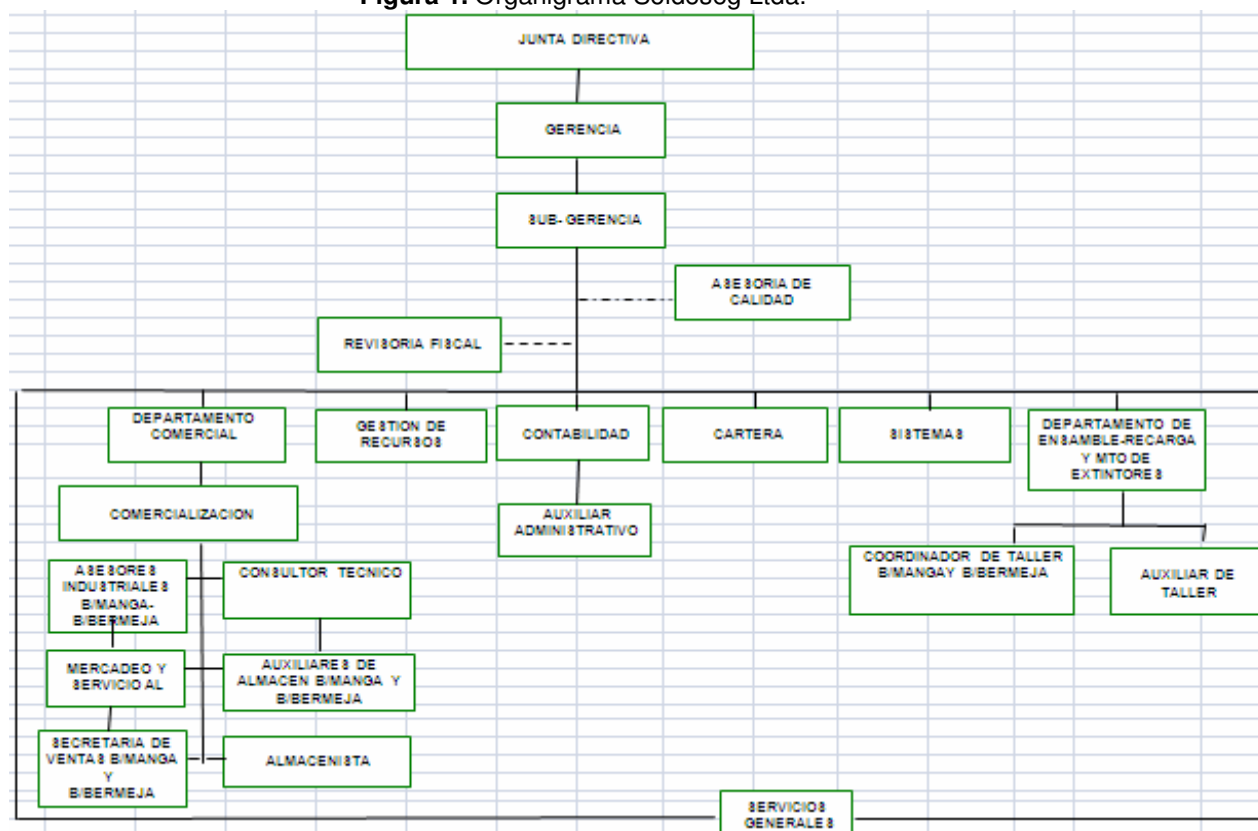 Figura 1. Organigrama Soldeseg Ltda.
JUNTA DIRECTIVA
GERENCIA
SUB- GERENCIA
ASESORIA DE
CALIDAD
REVISORIA FISCAL
DEPARTAMENTO
COMERCIAL
GESTION DE
RECURSOS
CONTABILIDAD
CARTERA
SISTEMAS
DEPARTAMENTO DE
ENSAMBLE-RECARGA
Y MTO DE
EXTINTORES
COMERCIALIZACION
AUXILIAR
ADMINISTRATIVO
ASESORES
INDUSTRIALES
B/MANGA-
B/BERMEJA
CONSULTOR TECNICO
COORDINADOR DE TALLER
B/MANGAY B/BERMEJA
AUXILIAR DE
TALLER
MERCADEO Y
SERVICIO AL
AUXILIARES DE
ALMACEN B/MANGA Y
B/BERMEJA
SECRETARIA DE
VENTAS B/MANGA
Y
B/BERMEJA
ALMACENISTA
SERVICIOS
GENERALES